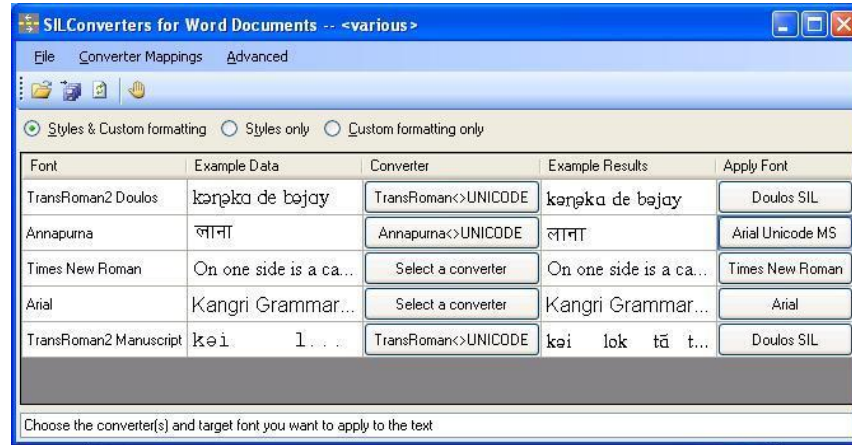 SILConverters for Word Documents -- <various>
File Converter Mappings Advanced
Styles & Custom formatting Styles only Custom formatting only
Font Example Data Converter Example Results Apply Font
TransRoman2 Doulos kəṇəka de bəjay TransRoman<>UNICODE kəṇəka de bəjay Doulos SIL
Annapurna लाना Annapurna<>UNICODE लाना Arial Unicode MS
Times New Roman On one side is a ca... Select a converter On one side is a ca... Times New Roman
Arial Kangri Grammar... Select a converter Kangri Grammar... Arial
TransRoman2 Manuscript kəi l... TransRoman<>UNICODE kəi lok tã t... Doulos SIL
Choose the converter(s) and target font you want to apply to the text